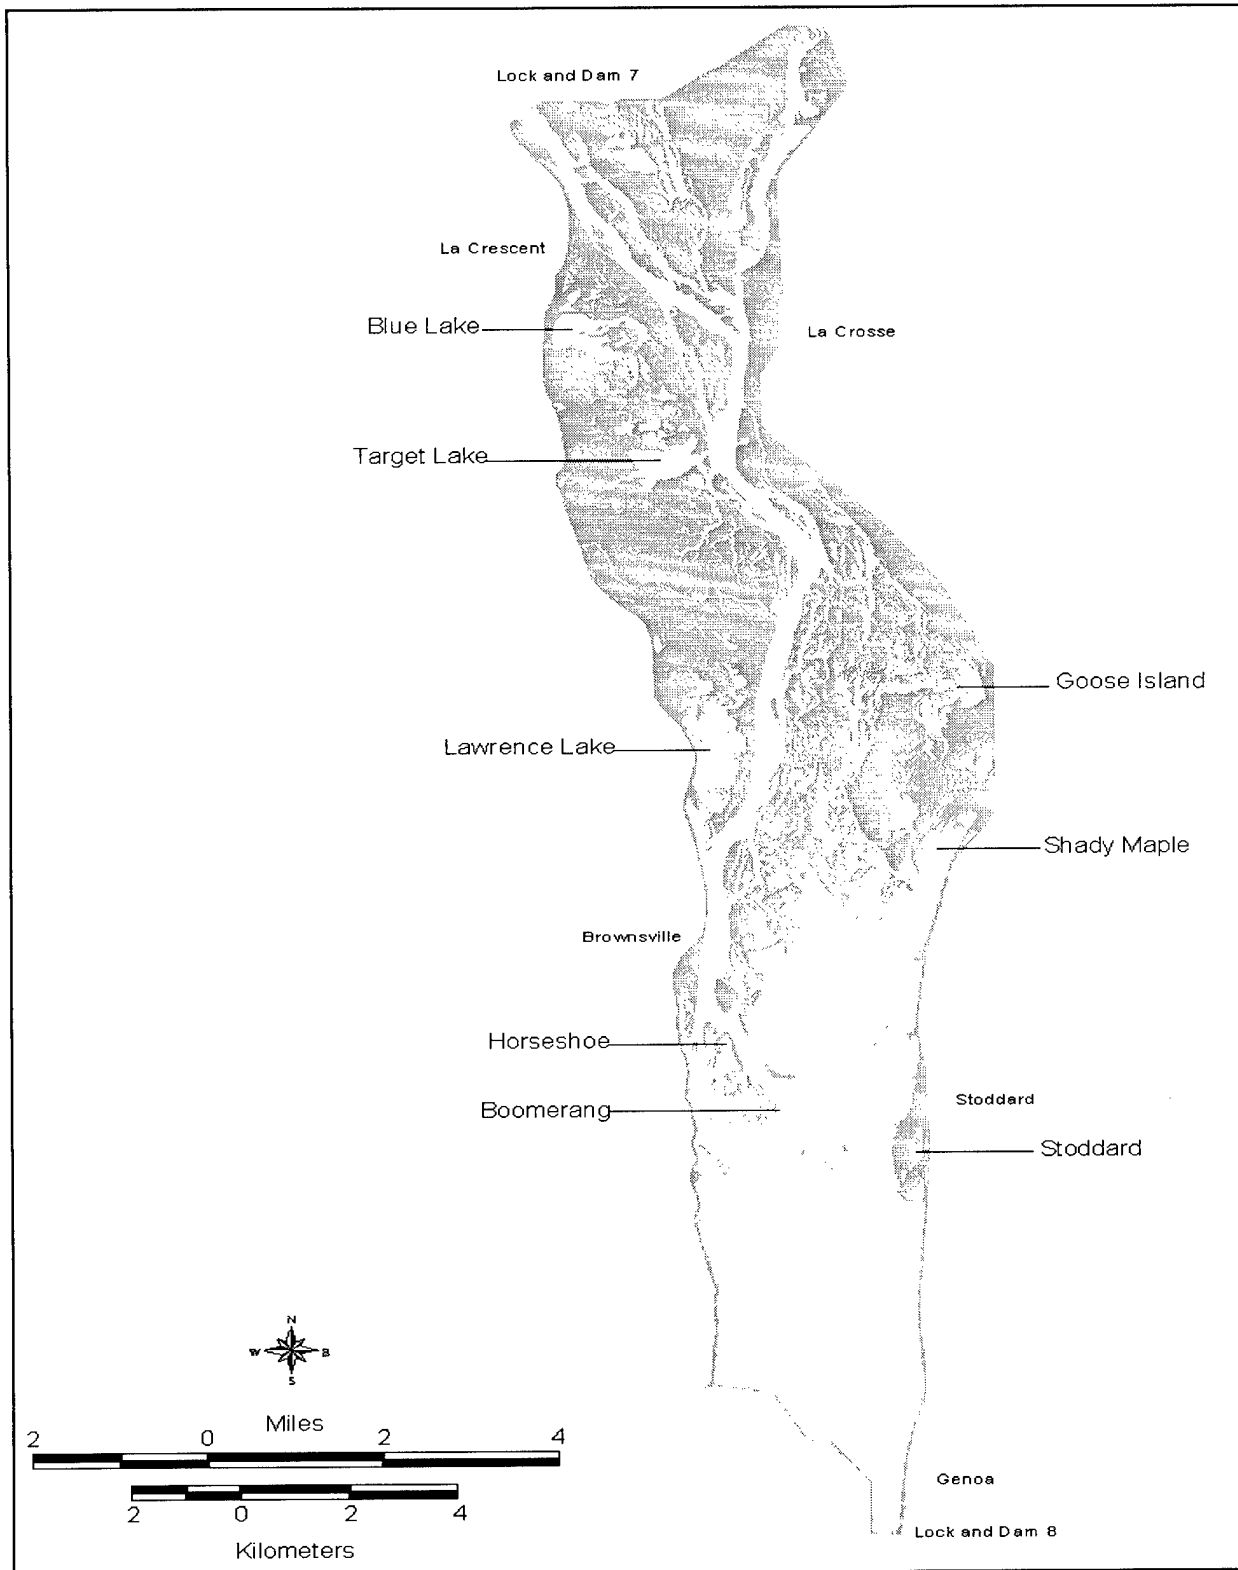 Lock and Dam 7
La Crescent
Blue Lake
La Crosse
Target Lake
Goose Island
Lawrence Lake
Shady Maple
Brownsville
Horseshoe
Stoddard
Boomerang
Stoddard
N
W E
S
Miles
2 0 2 4
2 0 2 4
Kilometers
Genoa
Lock and Dam 8